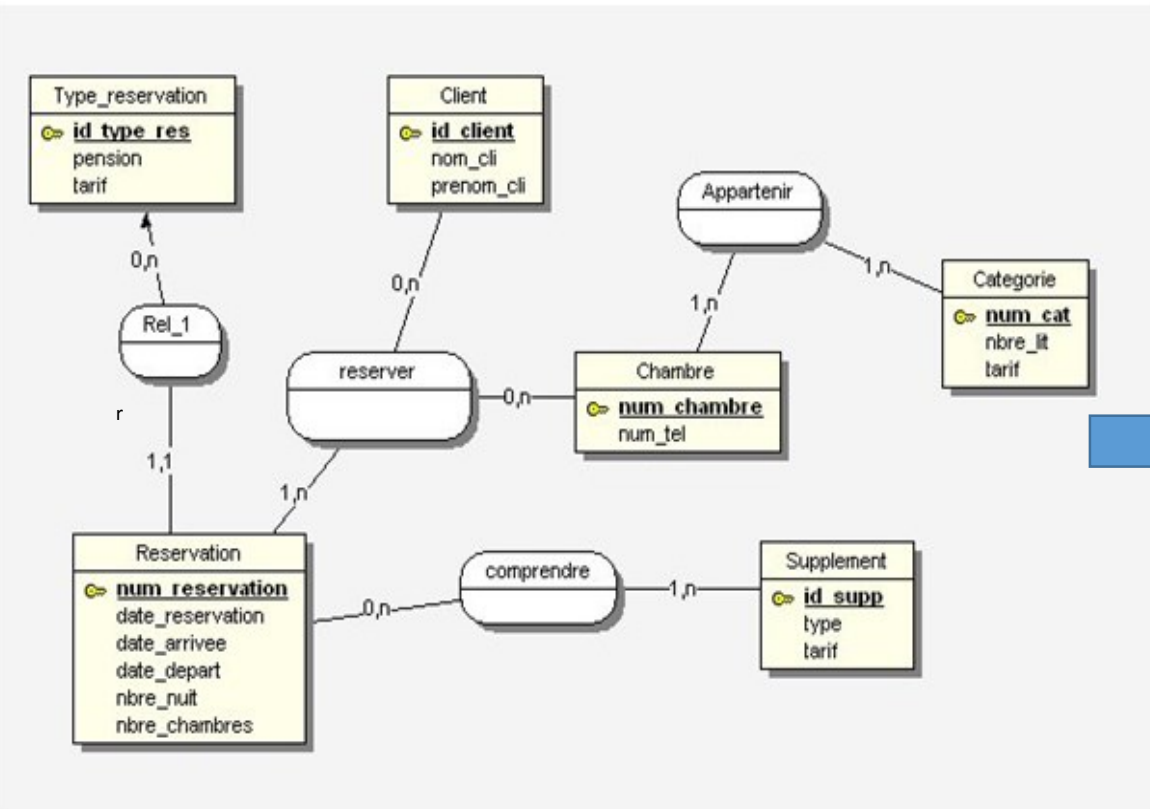 Type_reservation
id_type_res
pension
tarif
Client
id_client
nom_cli
prenom_cli
Appartenir
0,n
Rel_1
0,n
1,n
1,n
Categorie
num_cat
nbre_lit
tarif
reserver
0,n
Chambre
num_chambre
num_tel
r
1,1
1,n
Reservation
num_reservation
date_reservation
date_arrivee
date_depart
nbre_nuit
nbre_chambres
0,n
comprendre
1,n
Supplement
id_supp
type
tarif